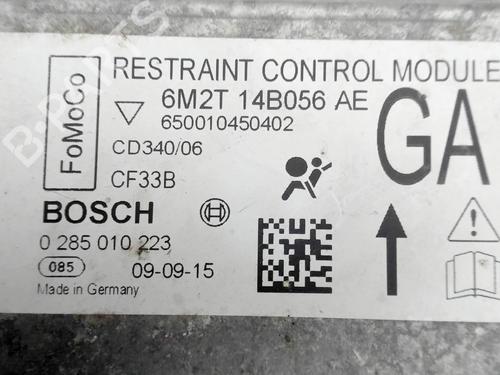 RESTRAINT CONTROL MODULE
FoMoCo
6M2T 14B056 AE
650010450402
GA
CD340/06
CF33B
BOSCH
0 285 010 223
085
09-09-15
Made in Germany
B-PARTS